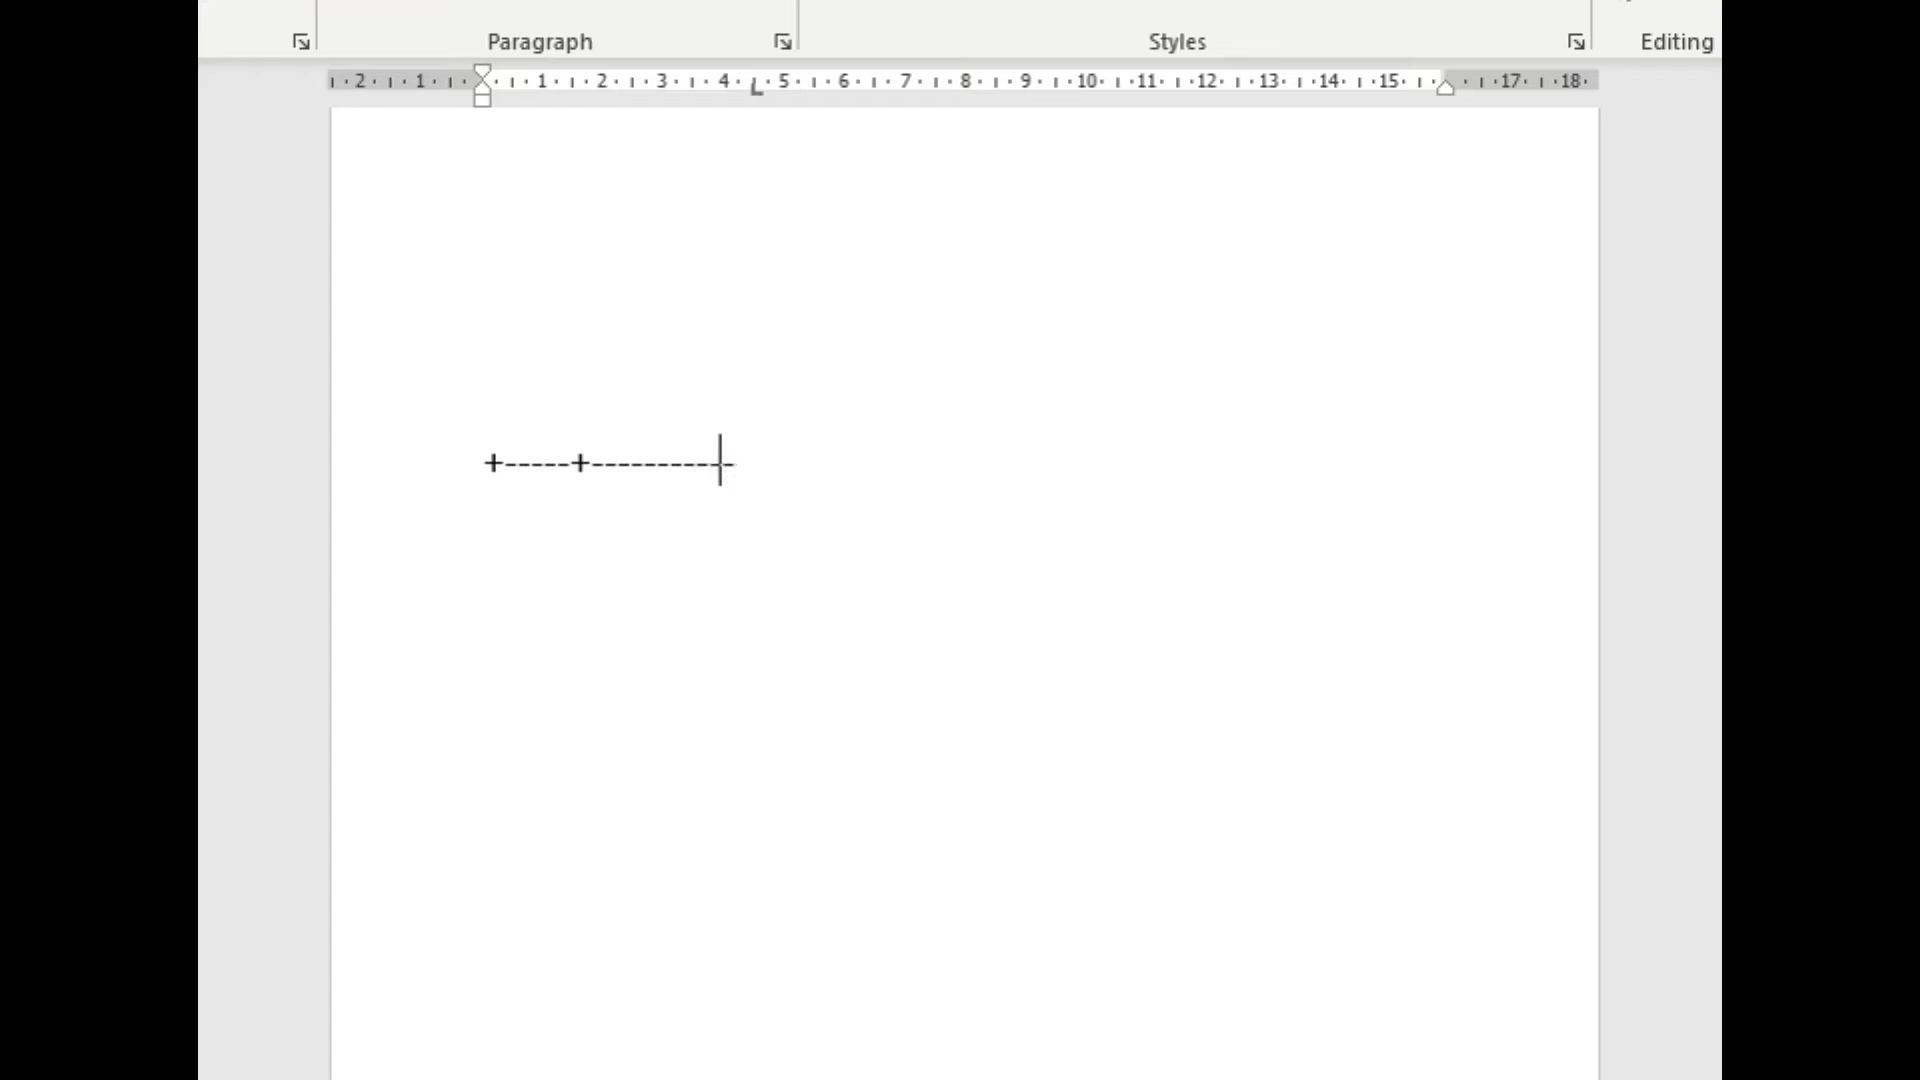 Paragraph Styles Editing
2 1 1 2 3 4 5 6 7 8 9 10 11 12 13 14 15 17 18
+-----+-----------